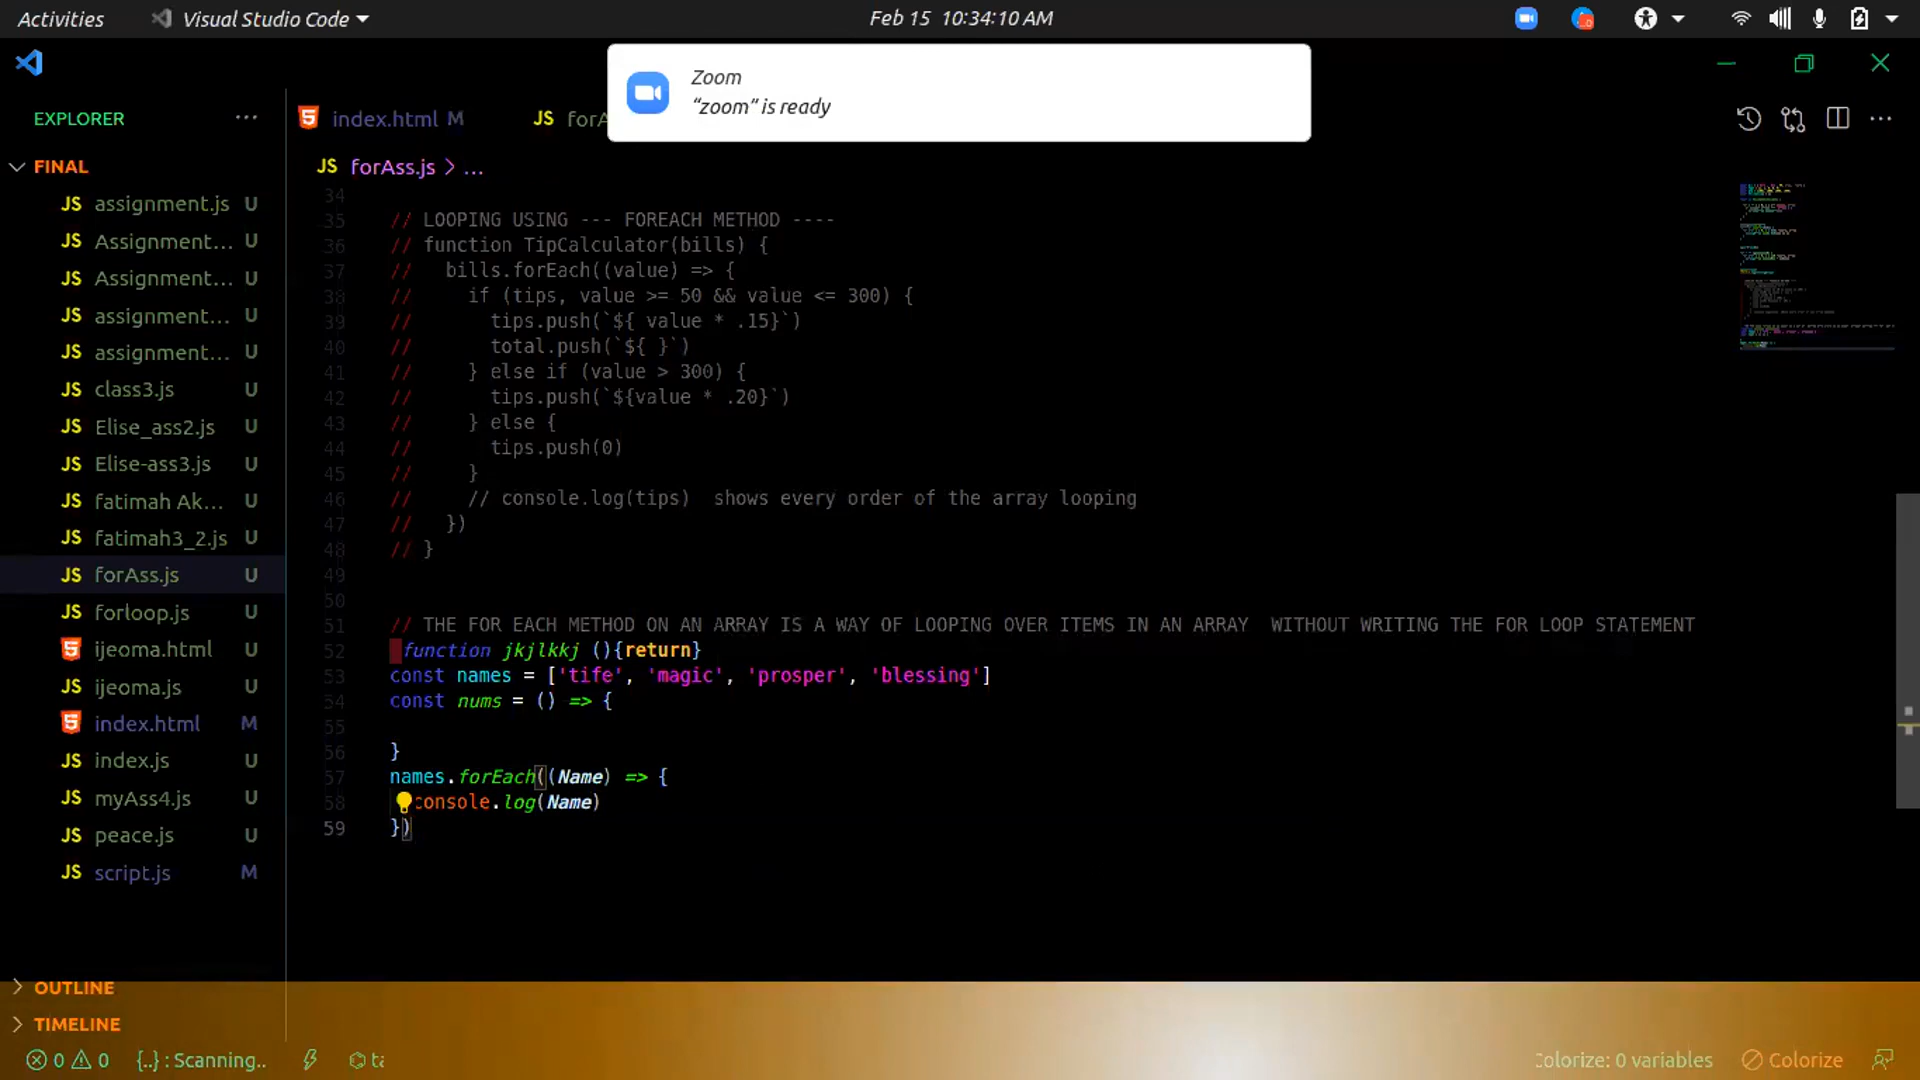 Activities Visual Studio Code Feb 15 10:34:10 AM
Zoom
“zoom” is ready
EXPLORER ···
index.html M
JS forA
FINAL
JS forAss.js > ...
JS assignment.js U
JS Assignment... U
JS Assignment... U
JS assignment... U
JS assignment... U
JS class3.js U
JS Elise_ass2.js U
JS Elise-ass3.js U
JS fatimah Ak... U
JS fatimah3_2.js U
JS forAss.js U
JS forloop.js U
ijeoma.html U
JS ijeoma.js U
index.html M
JS index.js U
JS myAss4.js U
JS peace.js U
JS script.js M
OUTLINE
TIMELINE
34
35 // LOOPING USING --- FOREACH METHOD ----
36 // function TipCalculator(bills) {
37 //   bills.forEach((value) => {
38 //     if (tips, value >= 50 && value <= 300) {
39 //       tips.push(`${ value * .15}`)
40 //       total.push(`${ }`)
41 //     } else if (value > 300) {
42 //       tips.push(`${value * .20}`)
43 //     } else {
44 //       tips.push(0)
45 //     }
46 //     // console.log(tips)  shows every order of the array looping
47 //   })
48 // }
49
50
51 // THE FOR EACH METHOD ON AN ARRAY IS A WAY OF LOOPING OVER ITEMS IN AN ARRAY  WITHOUT WRITING THE FOR LOOP STATEMENT
52 function jkjlkkj (){return}
53 const names = ['tife', 'magic', 'prosper', 'blessing']
54 const nums = () => {
55
56 }
57 names.forEach((Name) => {
58 console.log(Name)
59 })
0 0 {..} : Scanning.. ta
olorize: 0 variables Colorize